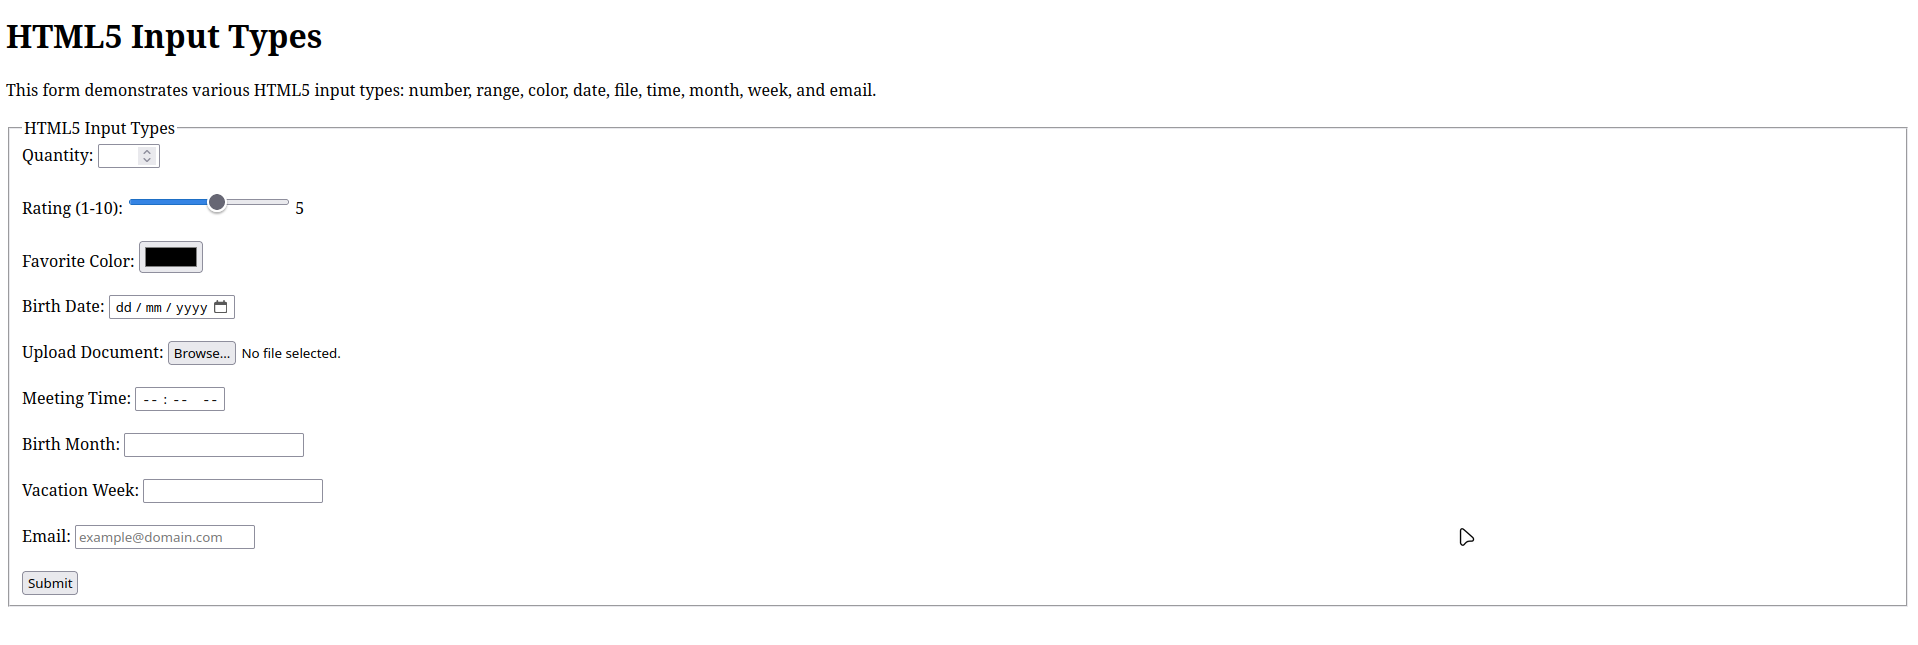 HTML5 Input Types
This form demonstrates various HTML5 input types: number, range, color, date, file, time, month, week, and email.
HTML5 Input Types
Quantity:
Rating (1-10): 5
Favorite Color:
Birth Date: dd / mm / yyyy
Upload Document: Browse... No file selected.
Meeting Time: -- : -- --
Birth Month:
Vacation Week:
Email: example@domain.com
Submit